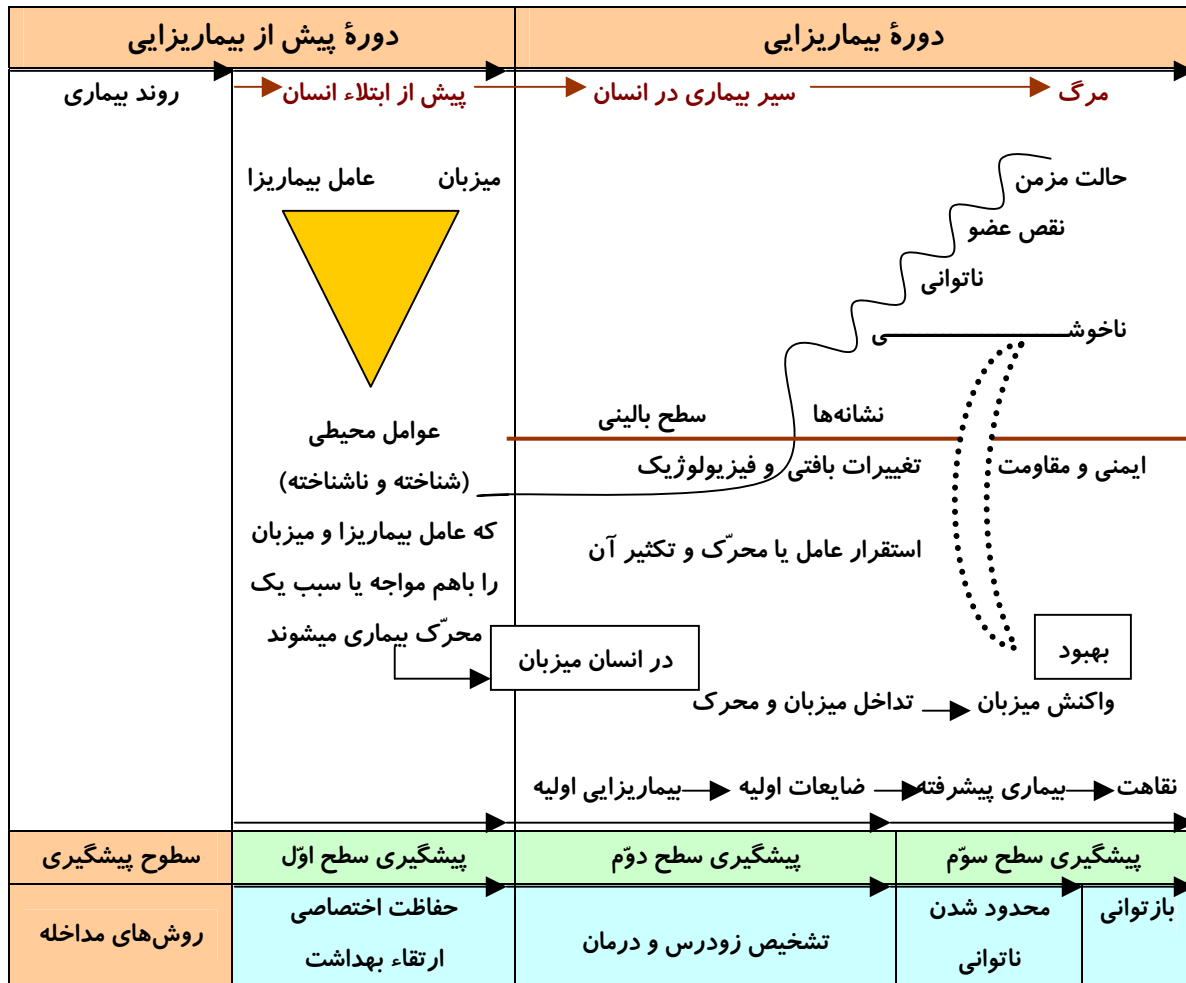 دورهٔ پیش از بیماریزایی
دورهٔ بیماریزایی
روند بیماری
پیش از ابتلاء انسان
سیر بیماری در انسان
مرگ
عامل بیماریزا
میزبان
حالت مزمن
نقص عضو
ناتوانی
ناخوشــی
عوامل محیطی
(شناخته و ناشناخته)
که عامل بیماریزا و میزبان
را باهم مواجه یا سبب یک
محرّک بیماری میشوند
سطح بالینی
نشانه‌ها
تغییرات بافتی و فیزیولوژیک
ایمنی و مقاومت
استقرار عامل یا محرّک و تکثیر آن
در انسان میزبان
بهبود
تداخل میزبان و محرک
واکنش میزبان
بیماریزایی اولیه
ضایعات اولیه
بیماری پیشرفته
نقاهت
سطوح پیشگیری
پیشگیری سطح اوّل
پیشگیری سطح دوّم
پیشگیری سطح سوّم
روش‌های مداخله
حفاظت اختصاصی
ارتقاء بهداشت
تشخیص زودرس و درمان
محدود شدن
ناتوانی
بازتوانی